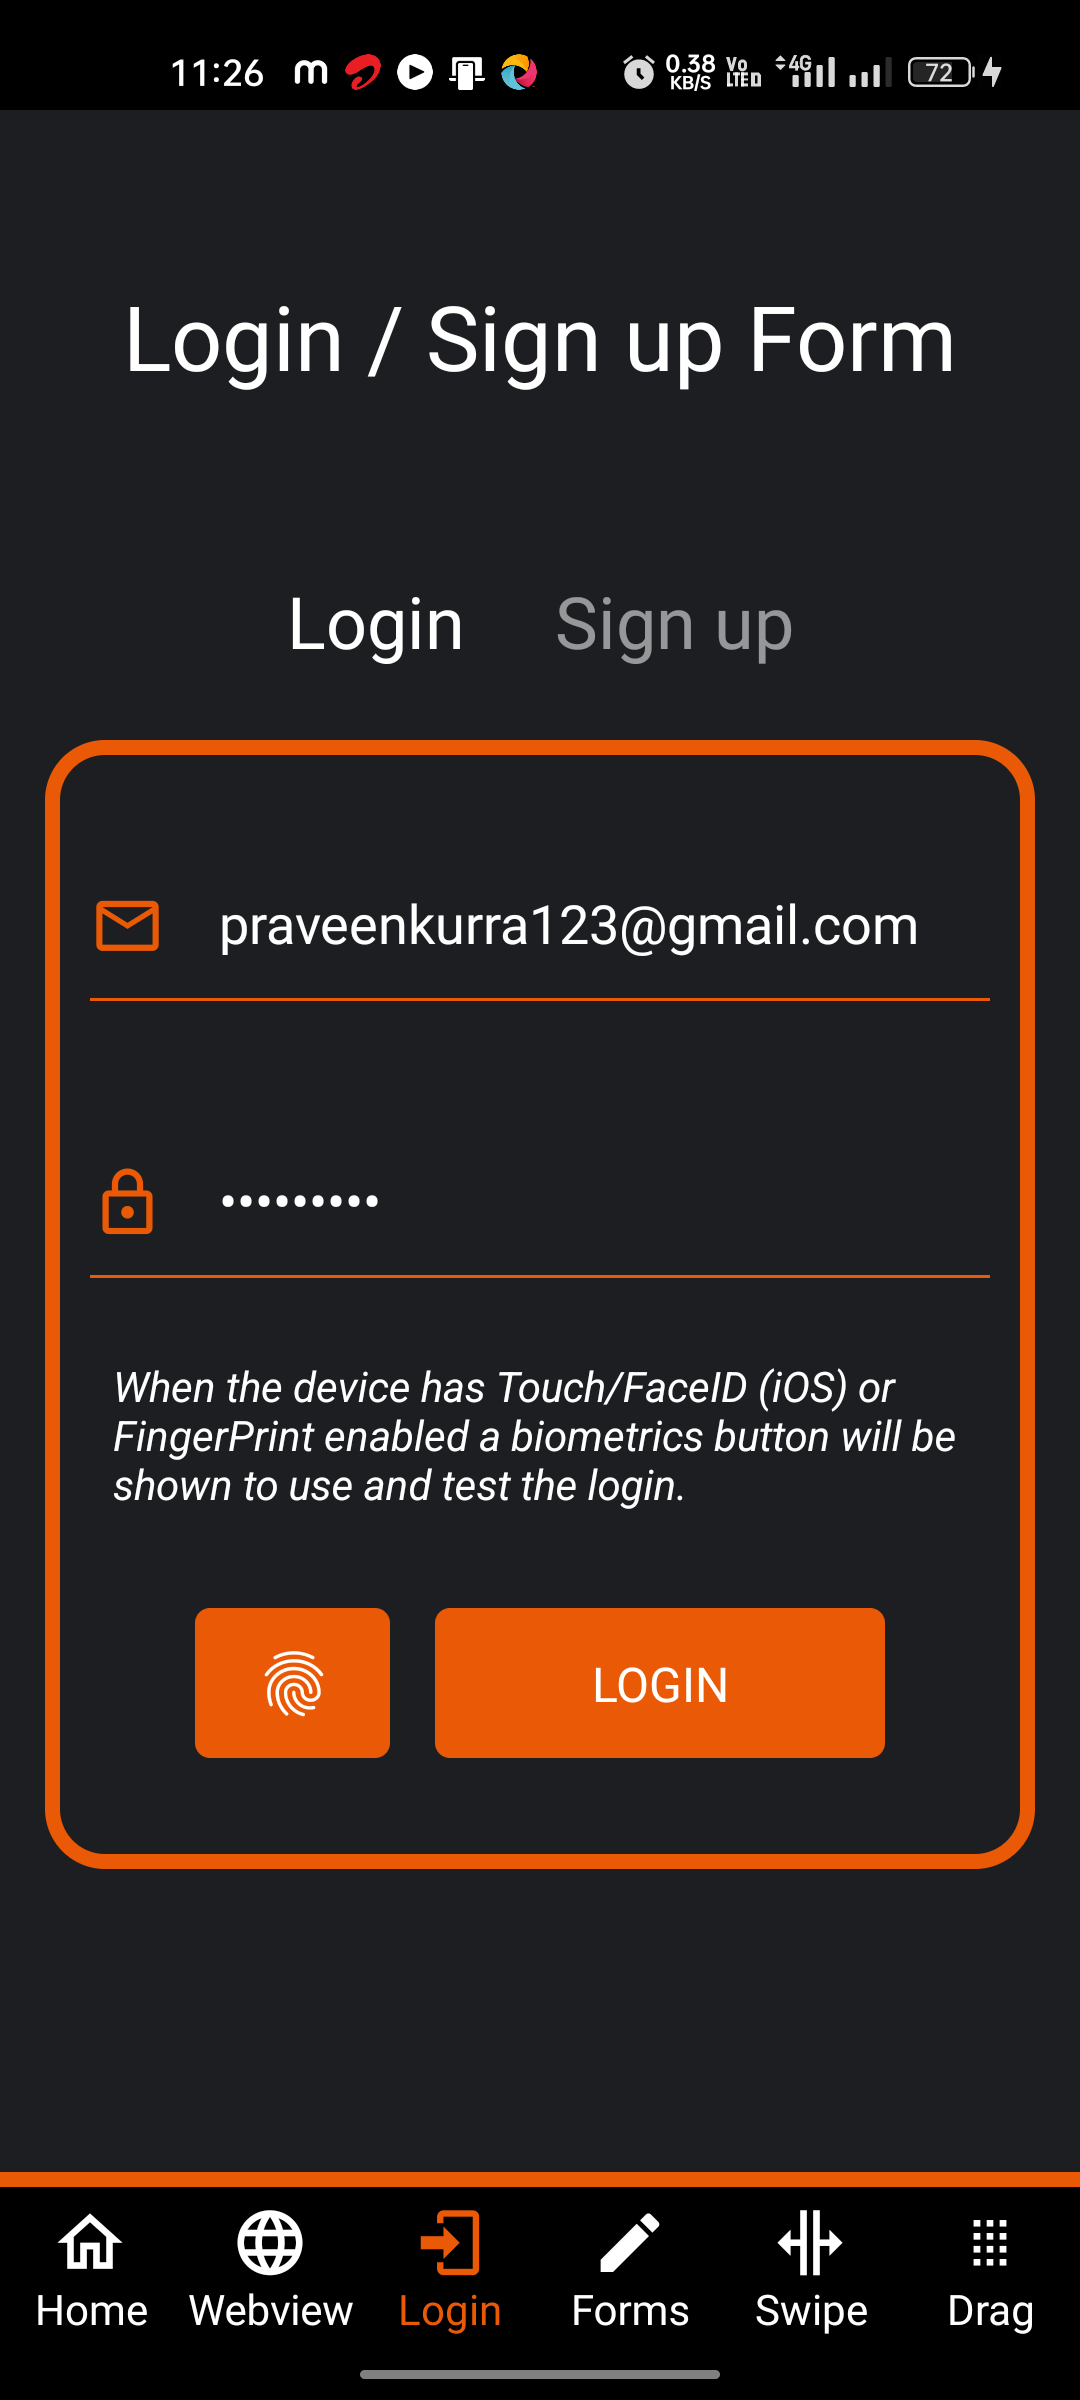 11:26 0.38 KB/S Vo LTE 4G 72
Login / Sign up Form
Login Sign up
praveenkurra123@gmail.com
•••••••••
When the device has Touch/FaceID (iOS) or
FingerPrint enabled a biometrics button will be
shown to use and test the login.
LOGIN
Home Webview Login Forms Swipe Drag